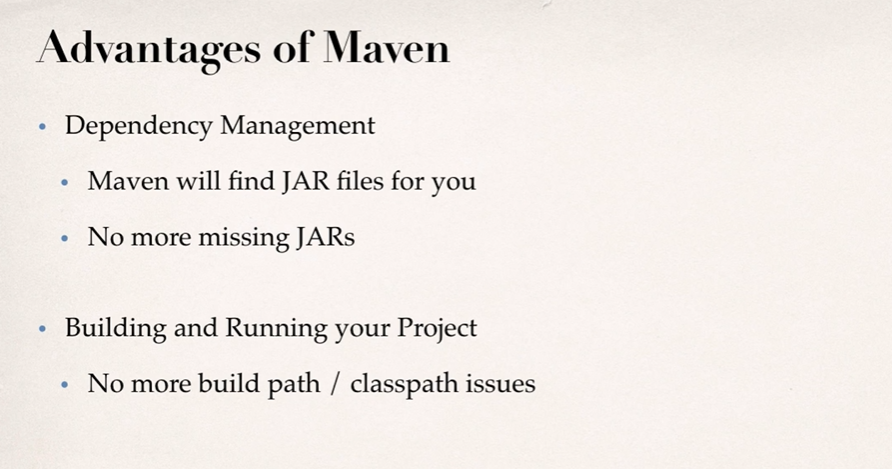 Advantages of Maven
• Dependency Management
• Maven will find JAR files for you
• No more missing JARs
• Building and Running your Project
• No more build path / classpath issues